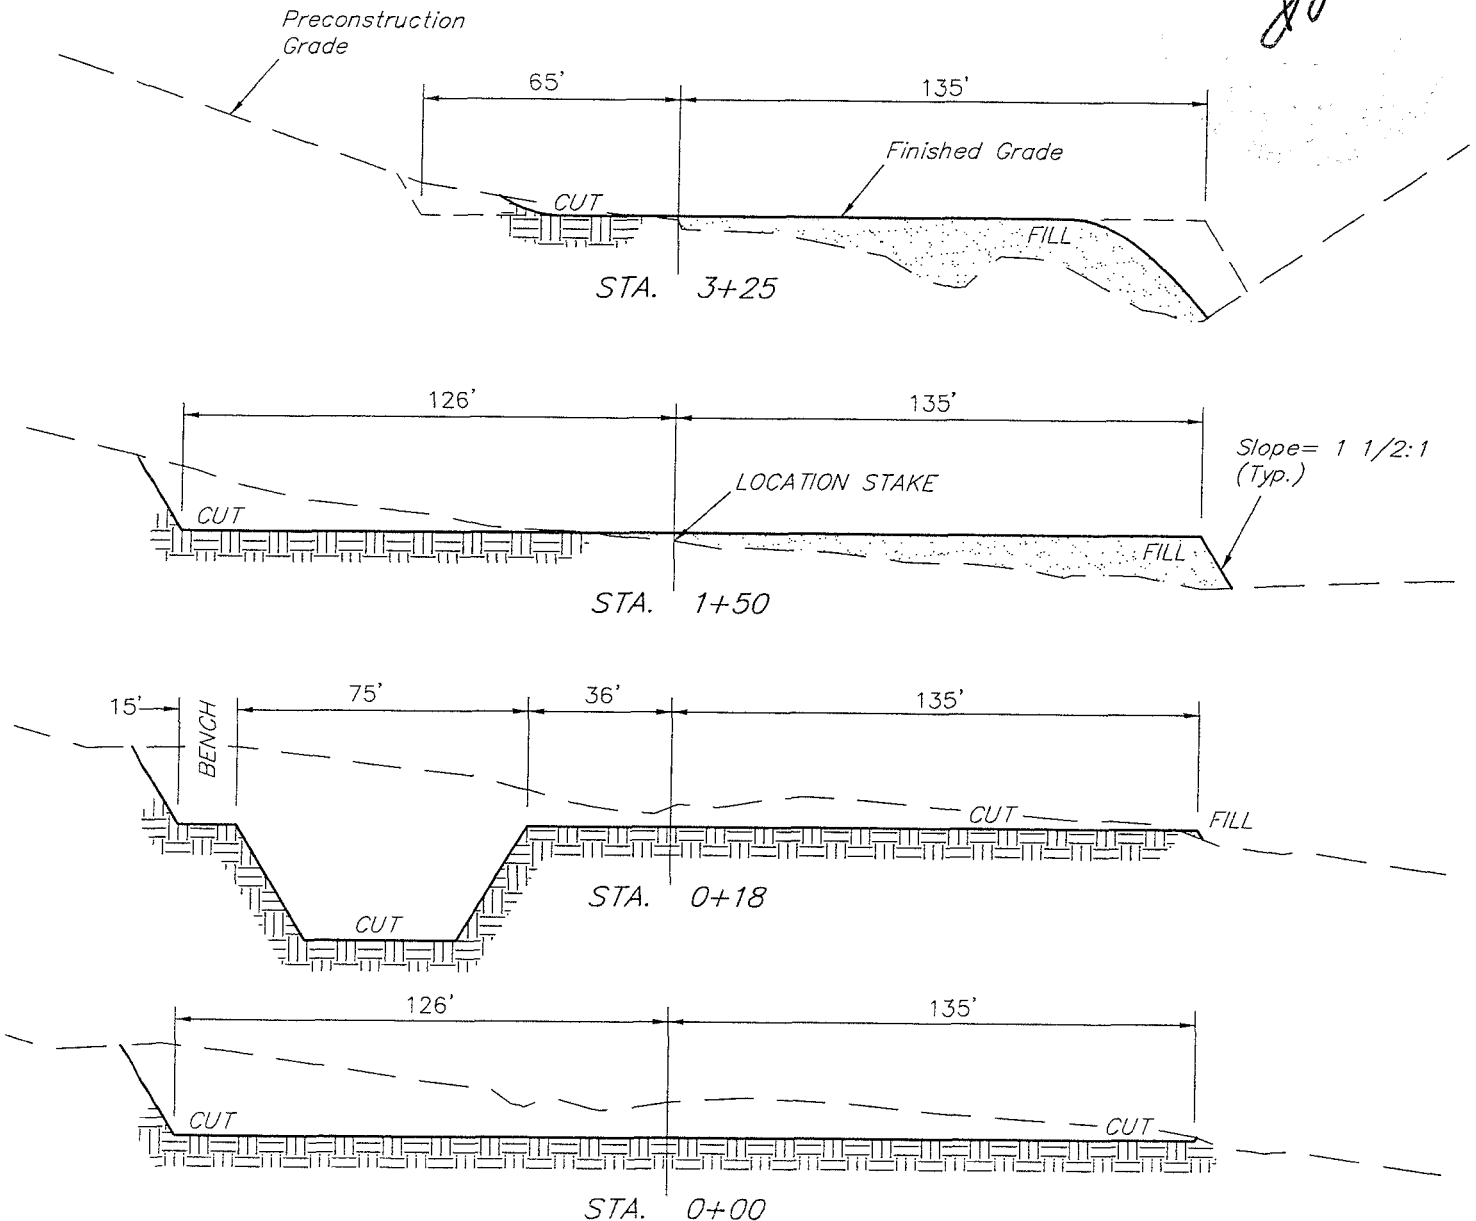 Preconstruction
Grade
65'
135'
Finished Grade
CUT
FILL
STA. 3+25
126'
135'
Slope= 1 1/2:1
(Typ.)
LOCATION STAKE
CUT
FILL
STA. 1+50
15'
BENCH
75'
36'
135'
CUT
FILL
STA. 0+18
CUT
126'
135'
CUT
CUT
STA. 0+00